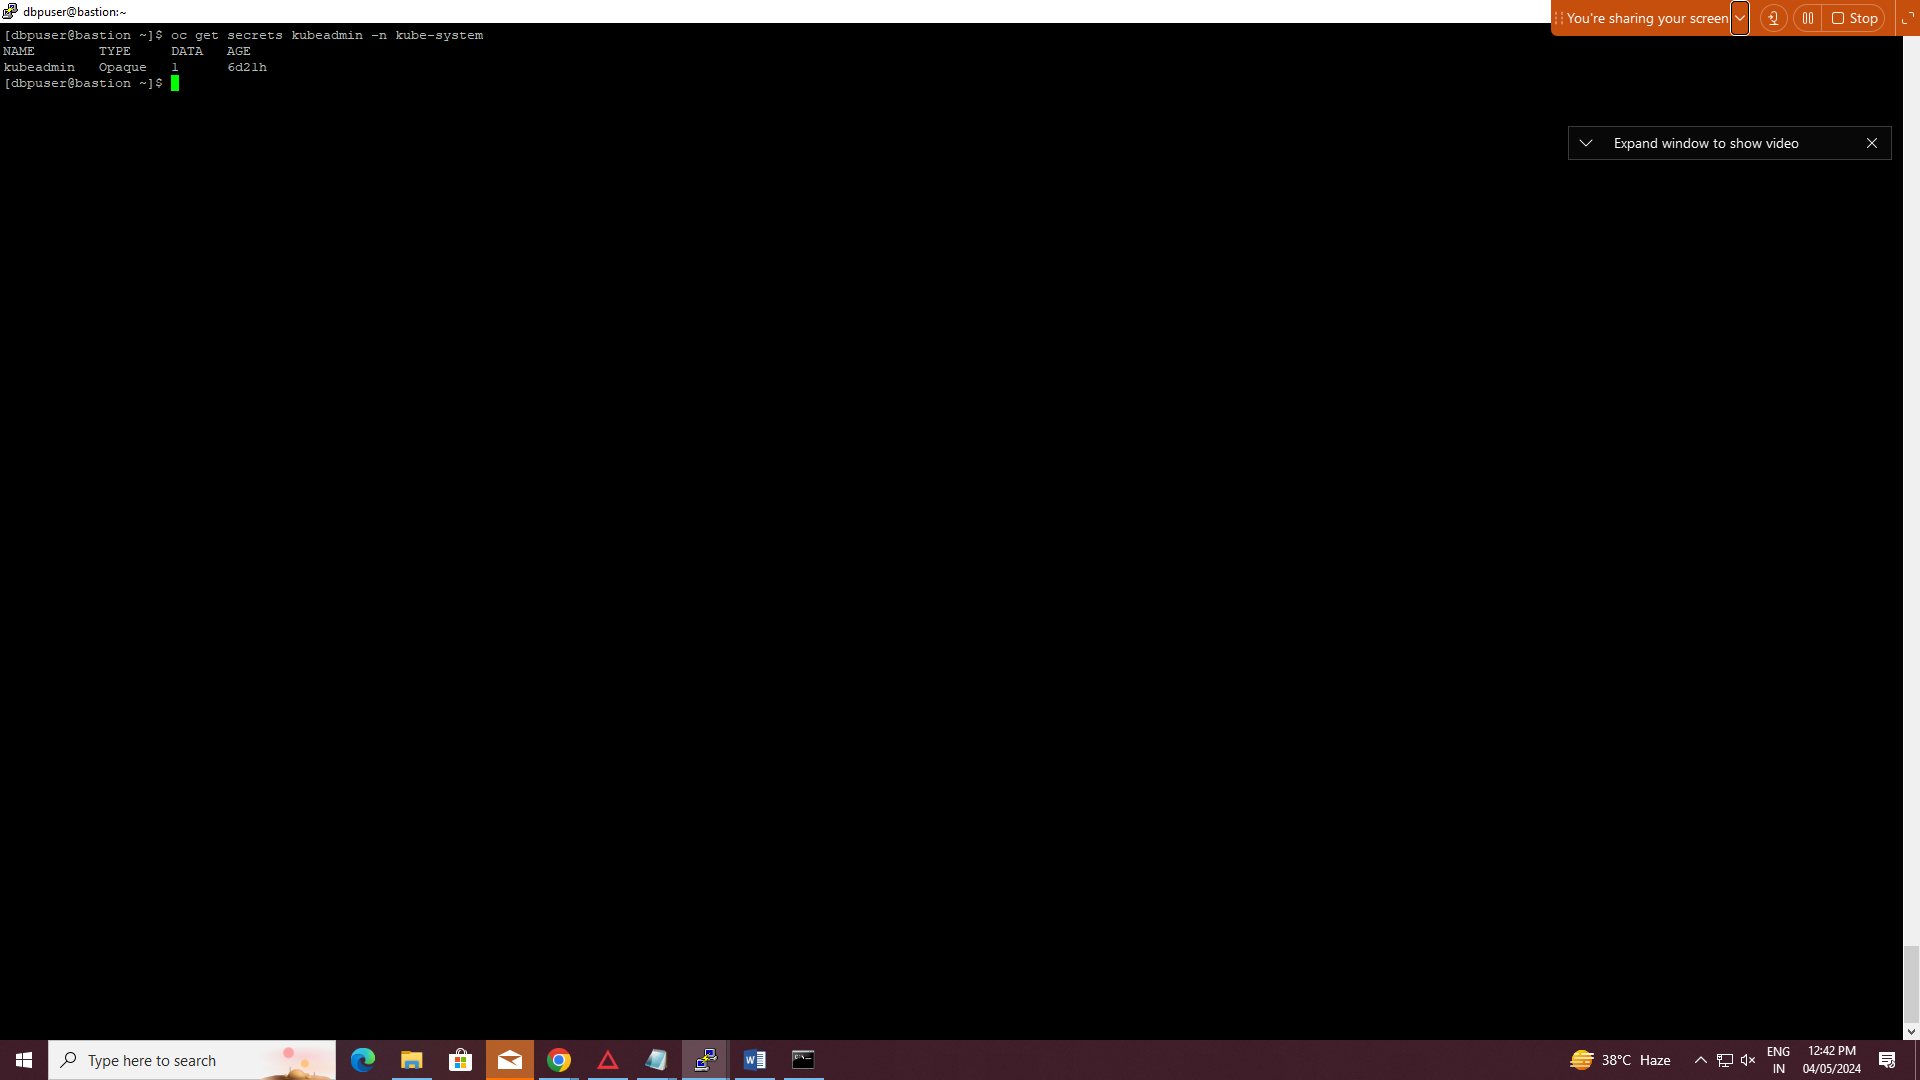 dbpuser@bastion:~
You're sharing your screen
Stop
[dbpuser@bastion ~]$ oc get secrets kubeadmin -n kube-system
NAME TYPE DATA AGE
kubeadmin Opaque 1 6d21h
[dbpuser@bastion ~]$
Expand window to show video
Type here to search
38°C Haze
ENG
IN
12:42 PM
04/05/2024